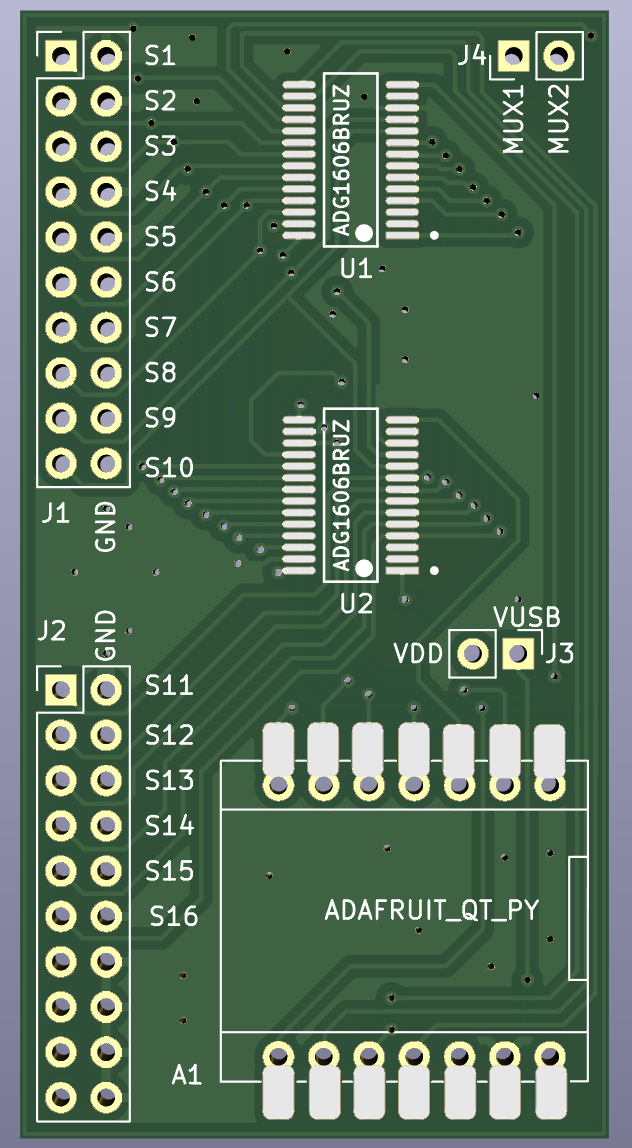 S1
J4
S2
MUX1
MUX2
S3
ADG1606BRUZ
S4
S5
U1
S6
S7
S8
S9
S10
ADG1606BRUZ
J1
GND
U2
VUSB
J2
GND
VDD
J3
S11
S12
S13
S14
S15
S16
ADAFRUIT_QT_PY
A1